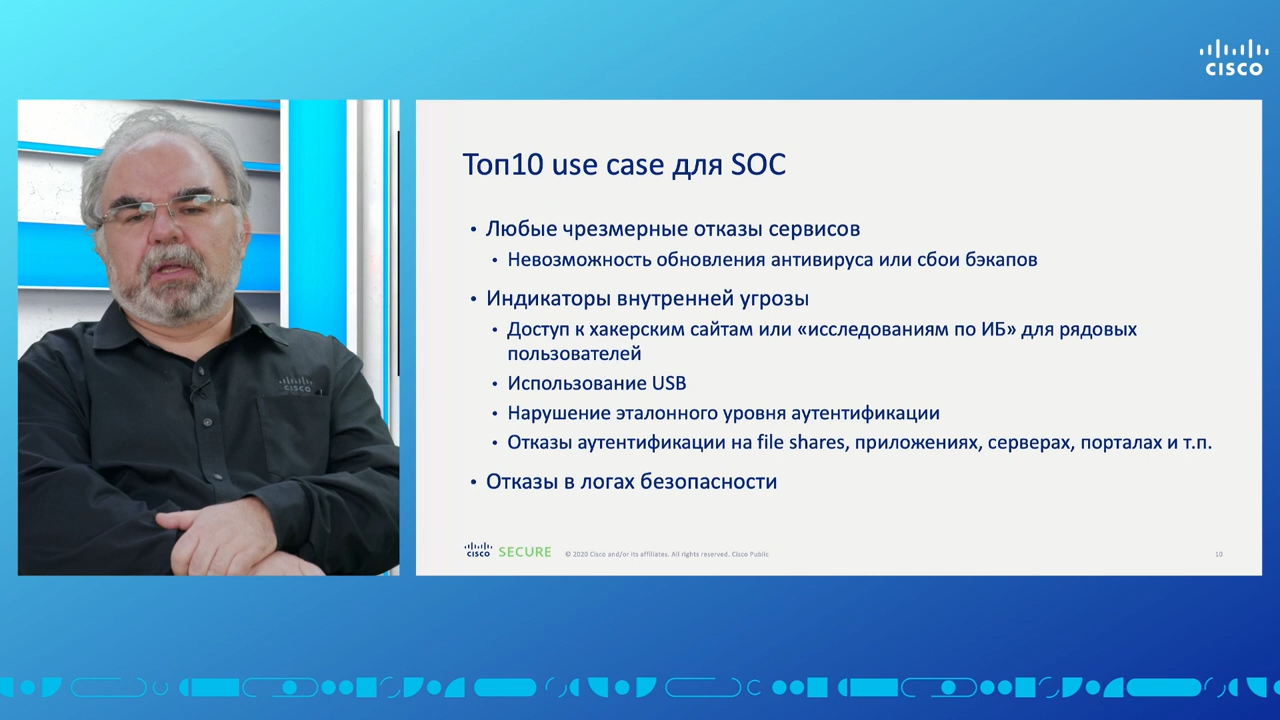 CISCO
CISCO
Топ10 use case для SOC
• Любые чрезмерные отказы сервисов
• Невозможность обновления антивируса или сбои бэкапов
• Индикаторы внутренней угрозы
• Доступ к хакерским сайтам или «исследованиям по ИБ» для рядовых
пользователей
• Использование USB
• Нарушение эталонного уровня аутентификации
• Отказы аутентификации на file shares, приложениях, серверах, порталах и т.п.
• Отказы в логах безопасности
CISCO SECURE © 2020 Cisco and/or its affiliates. All rights reserved. Cisco Public 10